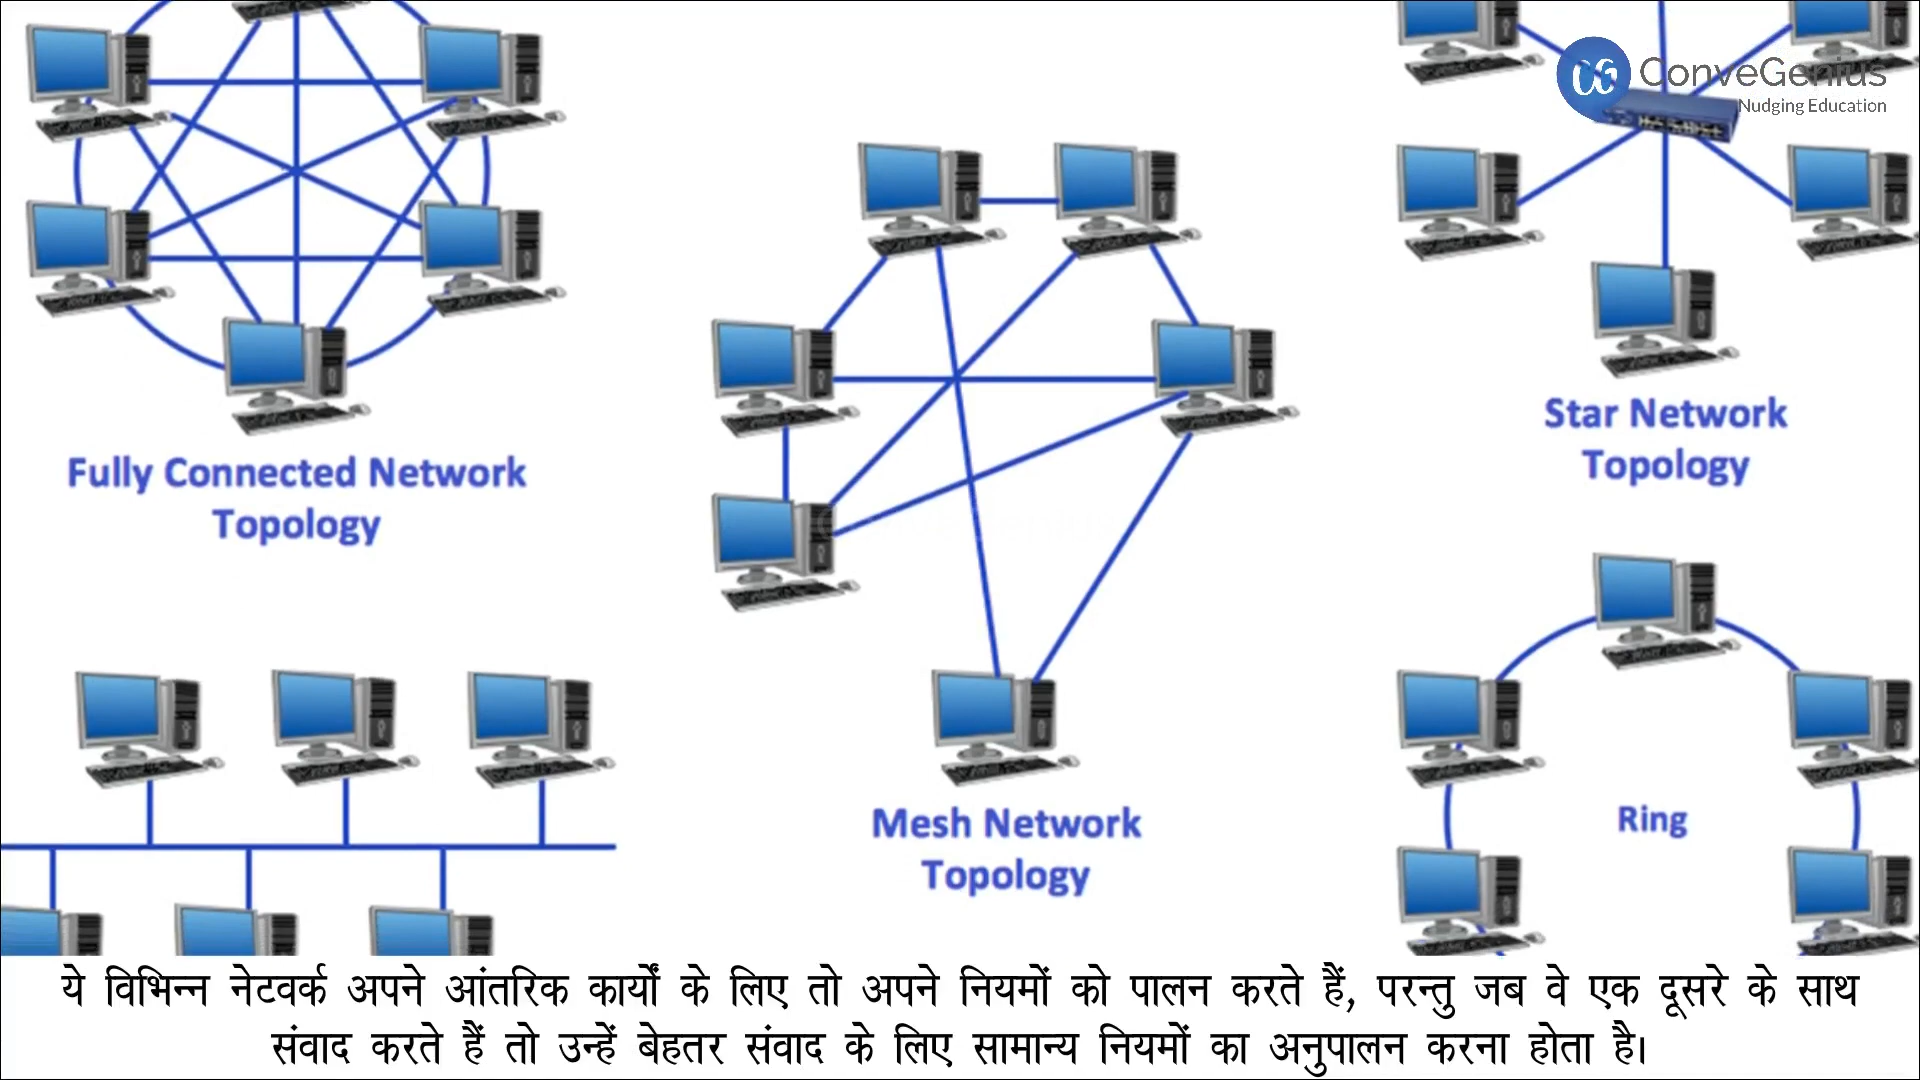 ConveGenius
Nudging Education
Star Network
Topology
Fully Connected Network
Topology
Mesh Network
Topology
Ring
ये विभिन्न नेटवर्क अपने आंतरिक कार्यों के लिए तो अपने नियमों को पालन करते हैं, परन्तु जब वे एक दूसरे के साथ
संवाद करते हैं तो उन्हें बेहतर संवाद के लिए सामान्य नियमों का अनुपालन करना होता है।